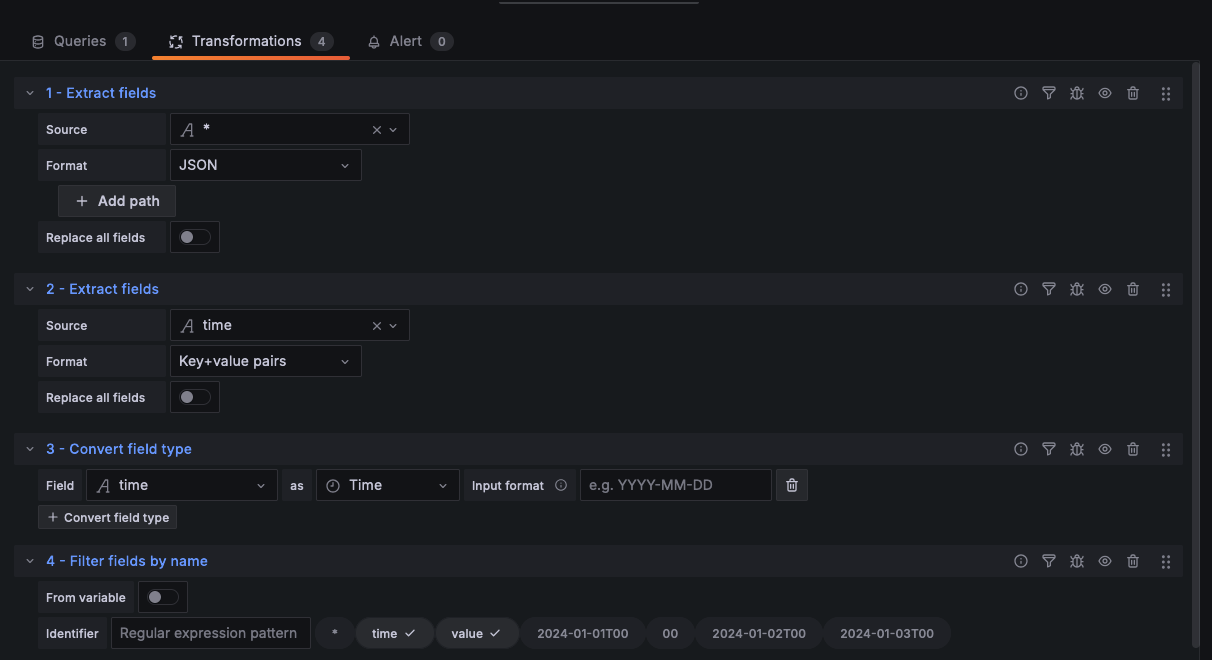 Queries 1 Transformations 4 Alert 0
1 - Extract fields
Source *
Format JSON
+ Add path
Replace all fields
2 - Extract fields
Source time
Format Key+value pairs
Replace all fields
3 - Convert field type
Field time as Time Input format e.g. YYYY-MM-DD
+ Convert field type
4 - Filter fields by name
From variable
Identifier Regular expression pattern * time value 2024-01-01T00 00 2024-01-02T00 2024-01-03T00